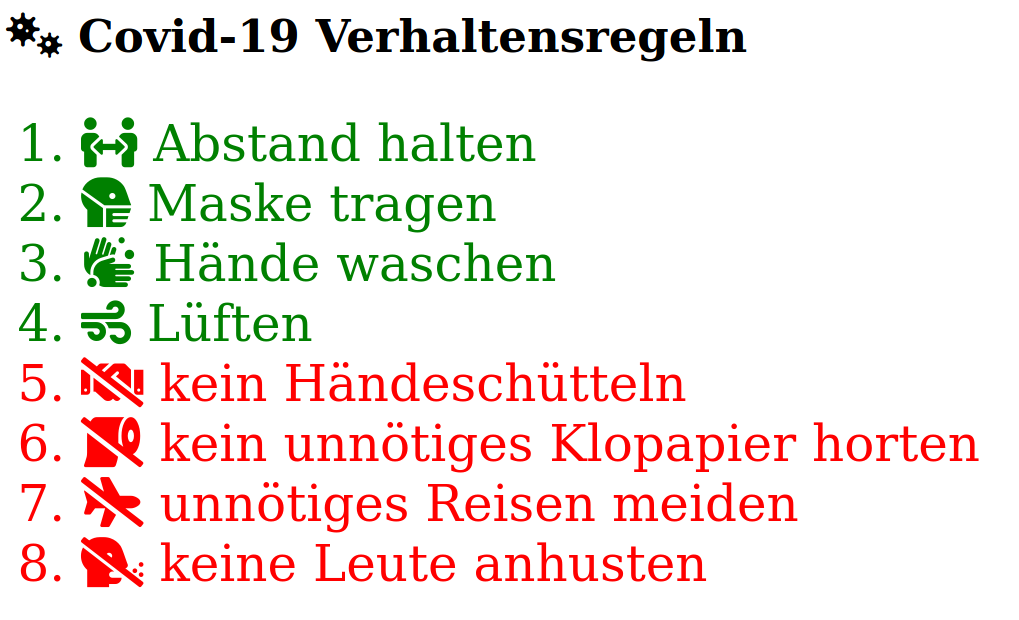 Covid-19 Verhaltensregeln
1. Abstand halten
2. Maske tragen
3. Hände waschen
4. Lüften
5. kein Händeschütteln
6. kein unnötiges Klopapier horten
7. unnötiges Reisen meiden
8. keine Leute anhusten